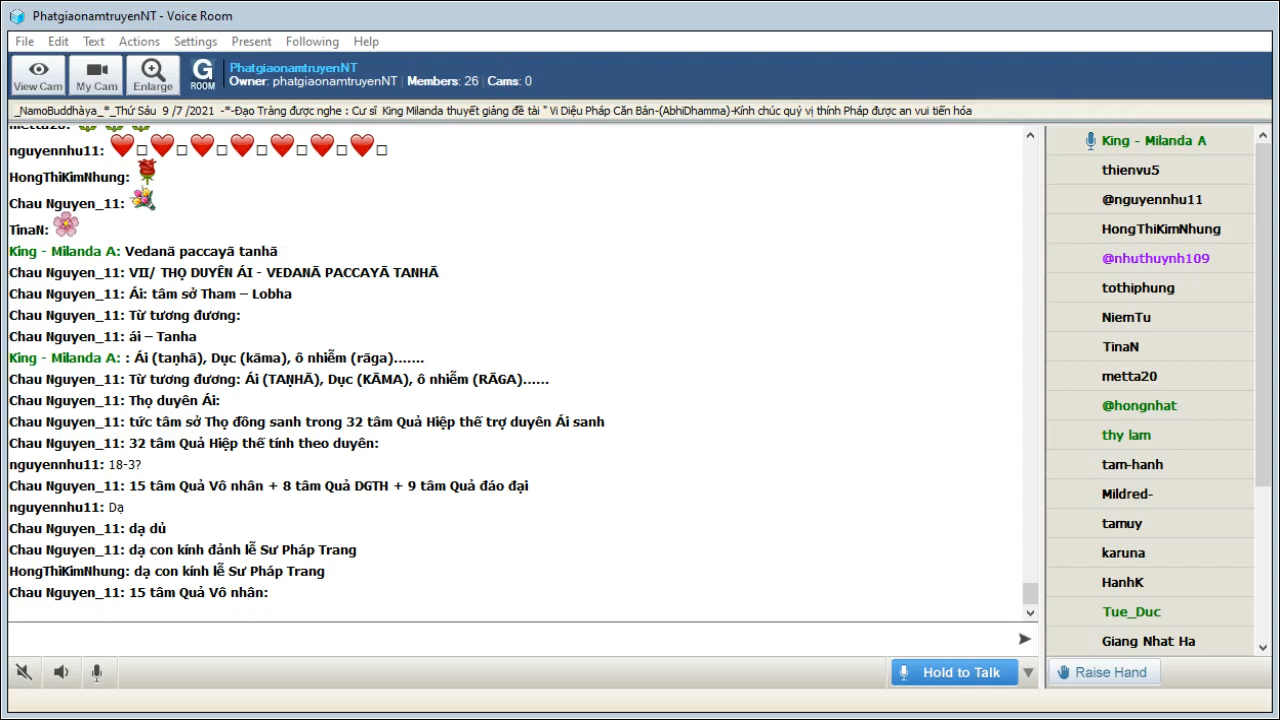 PhatgiaonamtruyenNT - Voice Room
File Edit Text Actions Settings Present Following Help
View Cam
My Cam
Enlarge
G
ROOM
PhatgiaonamtruyenNT
Owner: phatgiaonamtruyenNT | Members: 26 | Cams: 0
_NamoBuddhàya_*_Thứ Sáu 9 /7 /2021 -*-Đạo Tràng được nghe : Cư sĩ King Milanda thuyết giảng đề tài " Vi Diệu Pháp Căn Bản-(AbhiDhamma)-Kính chúc quý vị thính Pháp được an vui tiến hóa
metta20:
nguyennhu11:
HongThiKimNhung:
Chau Nguyen_11:
TinaN:
King - Milanda A: Vedanā paccayā tanhā
Chau Nguyen_11: VII/ THỌ DUYÊN ÁI - VEDANĀ PACCAYĀ TANHĀ
Chau Nguyen_11: Ái: tâm sở Tham – Lobha
Chau Nguyen_11: Từ tương đương:
Chau Nguyen_11: ái – Tanha
King - Milanda A: : Ái (taṇhā), Dục (kāma), ô nhiễm (rāga).......
Chau Nguyen_11: Từ tương đương: Ái (TAṆHĀ), Dục (KĀMA), ô nhiễm (RĀGA)......
Chau Nguyen_11: Thọ duyên Ái:
Chau Nguyen_11: tức tâm sở Thọ đồng sanh trong 32 tâm Quả Hiệp thế trợ duyên Ái sanh
Chau Nguyen_11: 32 tâm Quả Hiệp thế tính theo duyên:
nguyennhu11: 18-3?
Chau Nguyen_11: 15 tâm Quả Vô nhân + 8 tâm Quả DGTH + 9 tâm Quả đáo đại
nguyennhu11: Dạ
Chau Nguyen_11: dạ dủ
Chau Nguyen_11: dạ con kính đảnh lễ Sư Pháp Trang
HongThiKimNhung: dạ con kính lễ Sư Pháp Trang
Chau Nguyen_11: 15 tâm Quả Vô nhân:
King - Milanda A
thienvu5
@nguyennhu11
HongThiKimNhung
@nhuthuynh109
tothiphung
NiemTu
TinaN
metta20
@hongnhat
thy lam
tam-hanh
Mildred-
tamuy
karuna
HanhK
Tue_Duc
Giang Nhat Ha
Hold to Talk
Raise Hand